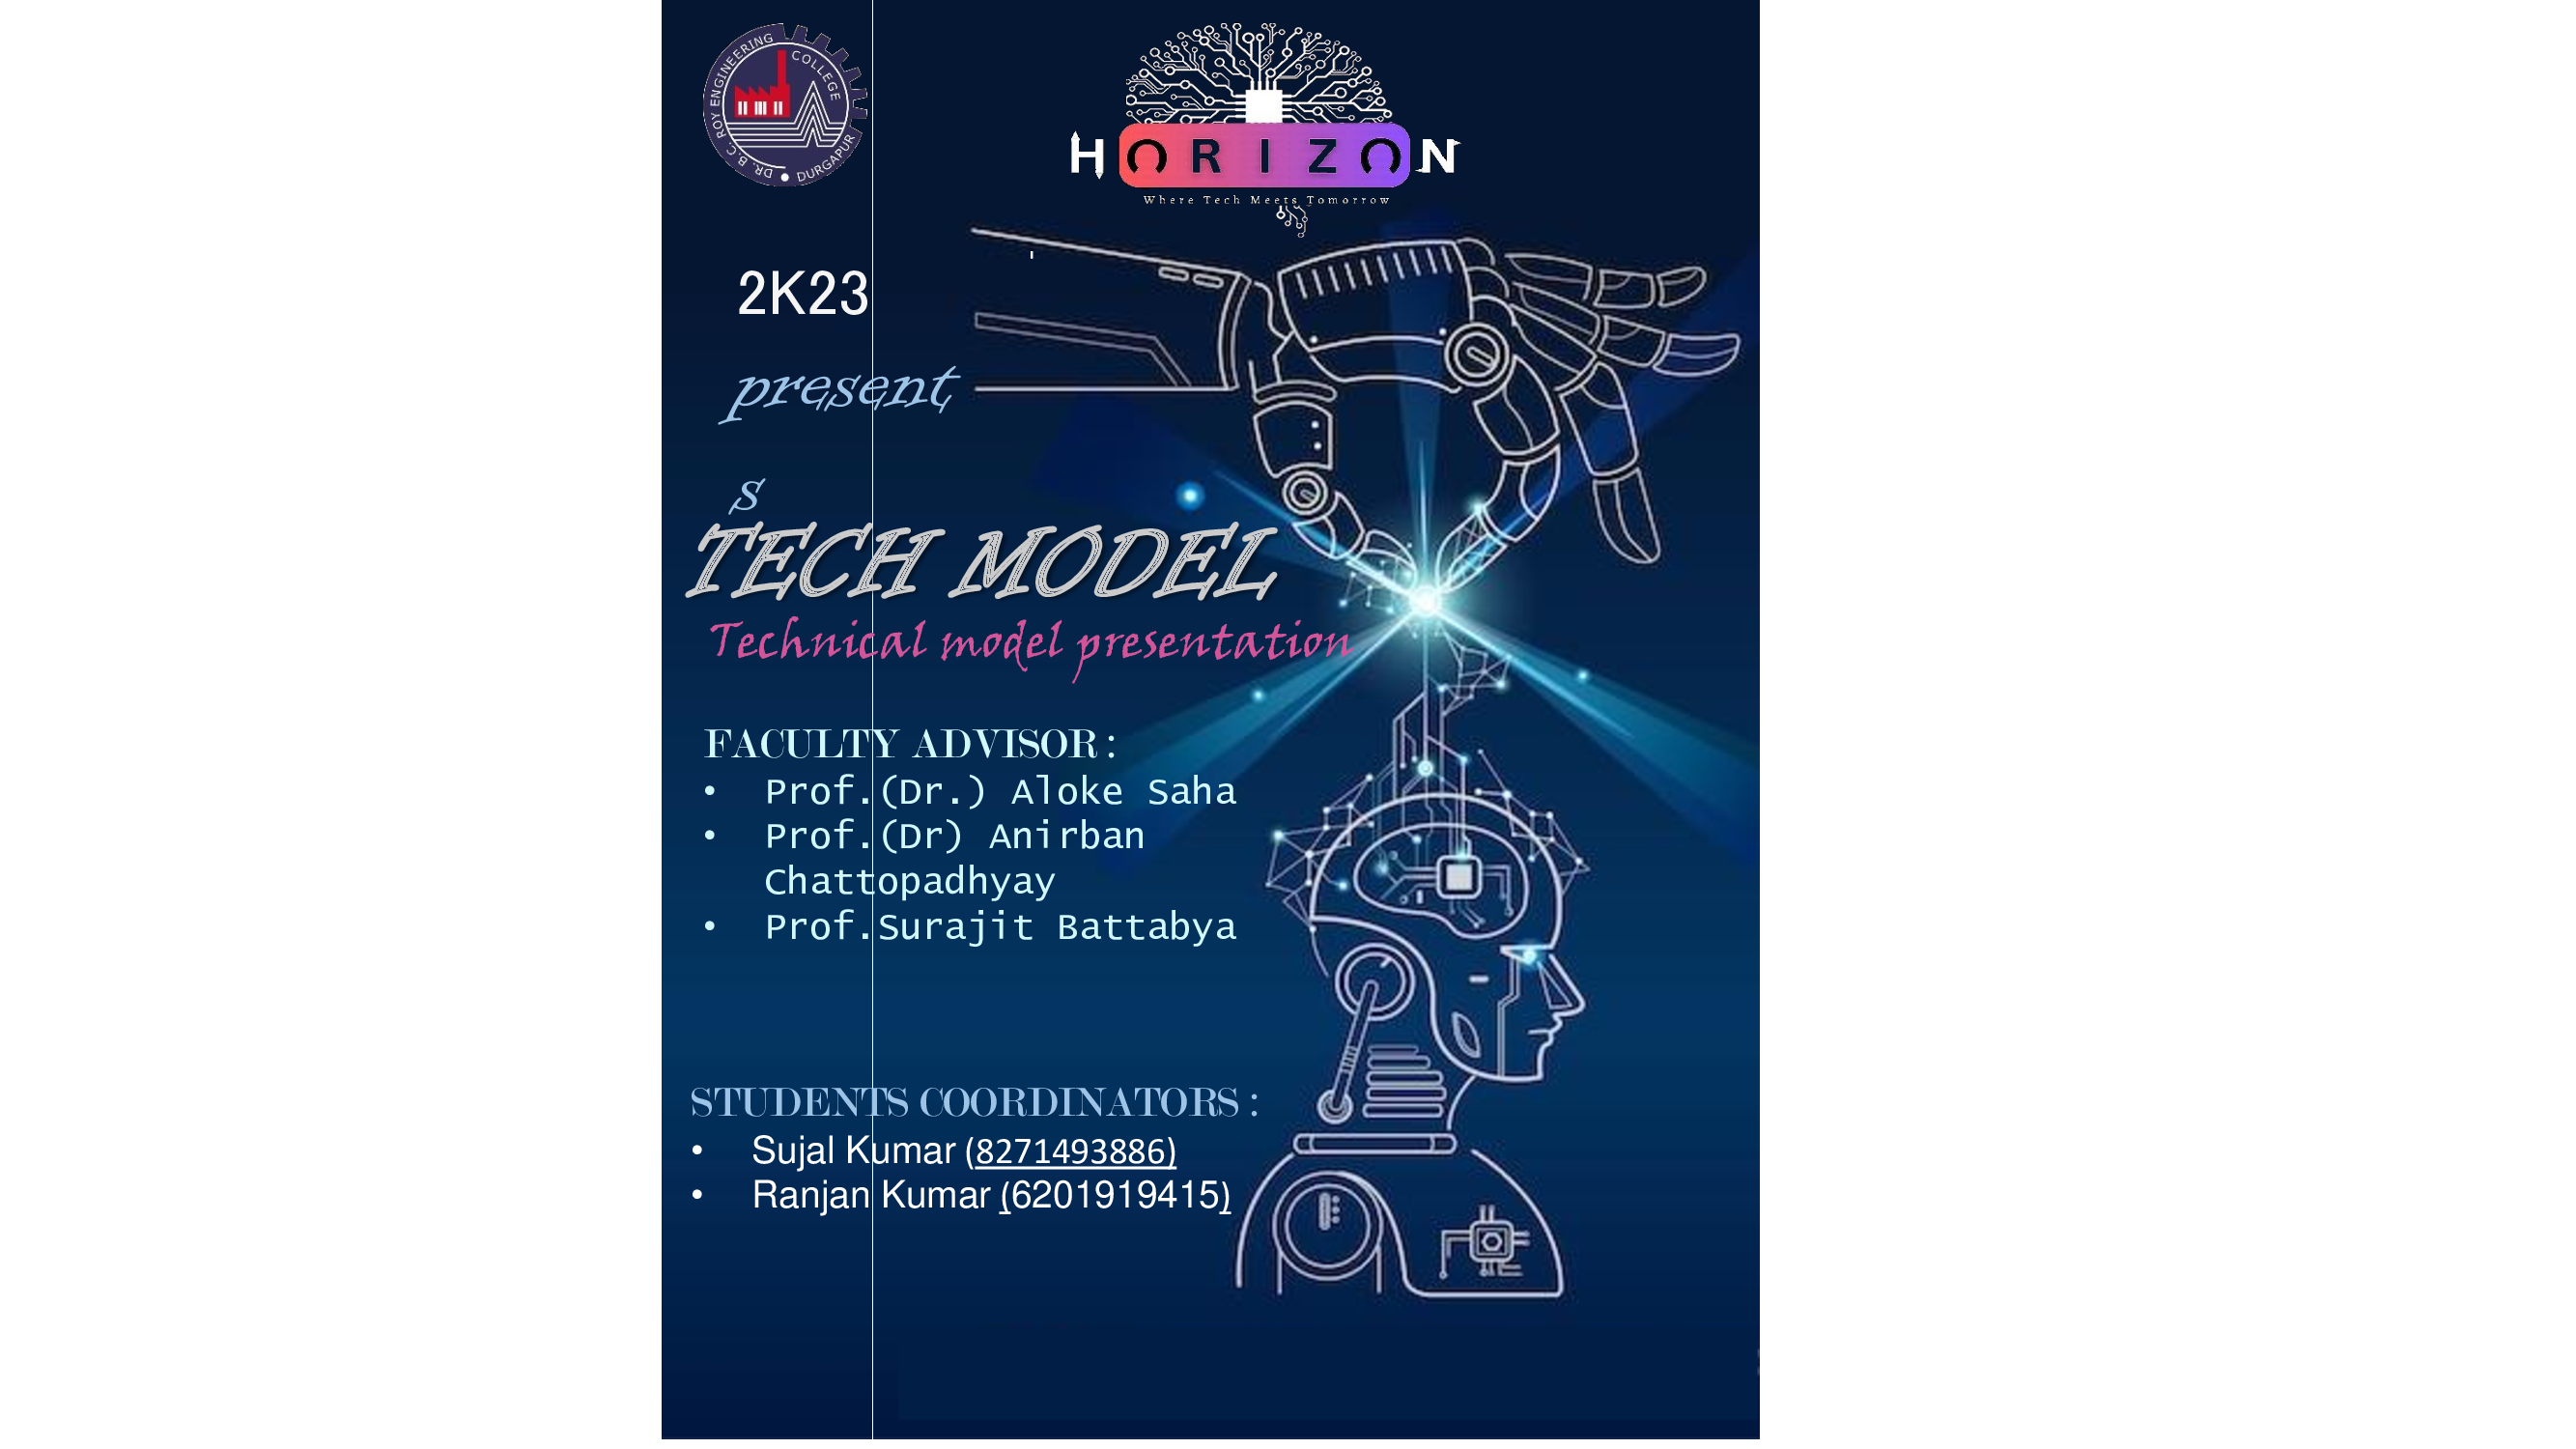 DR. B.C. ROY ENGINEERING COLLEGE
DURGAPUR
HORIZON
Where Tech Meets Tomorrow
2K23
present
s
TECH MODEL
Technical model presentation
FACULTY ADVISOR :
• Prof.(Dr.) Aloke Saha
• Prof.(Dr) Anirban
Chattopadhyay
• Prof.Surajit Battabya
STUDENTS COORDINATORS :
• Sujal Kumar (8271493886)
• Ranjan Kumar (6201919415)